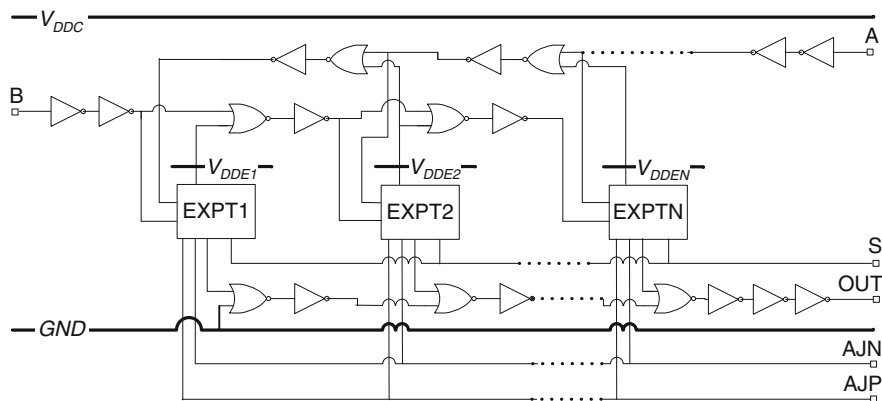 V_DDC
A
B
V_DDE1 V_DDE2 V_DDEN
EXPT1 EXPT2 EXPTN
S
OUT
GND
AJN
AJP